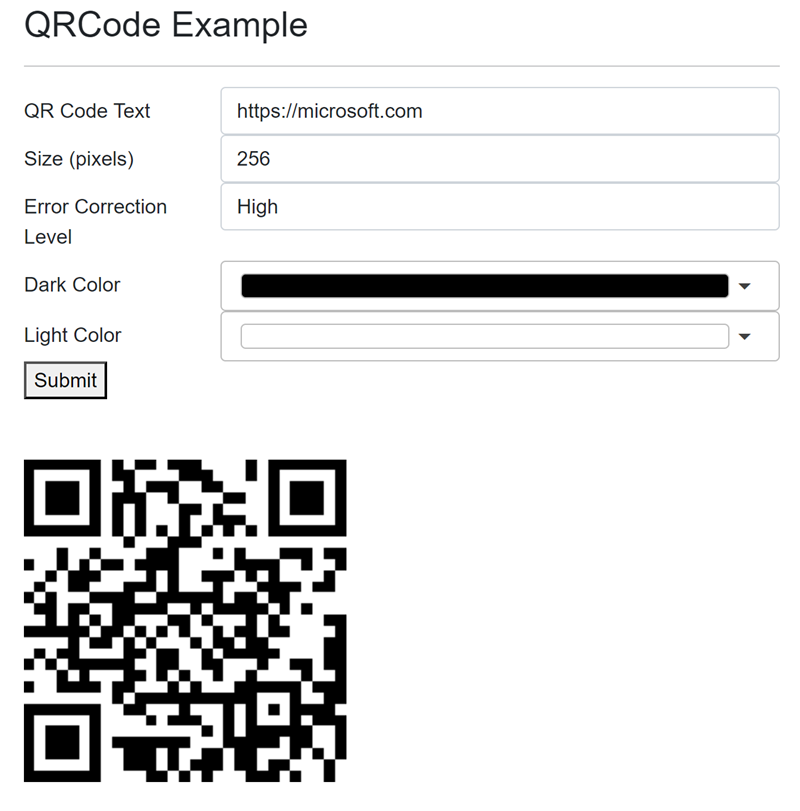 QRCode Example
QR Code Text
https://microsoft.com
Size (pixels)
256
Error Correction
Level
High
Dark Color
Light Color
Submit